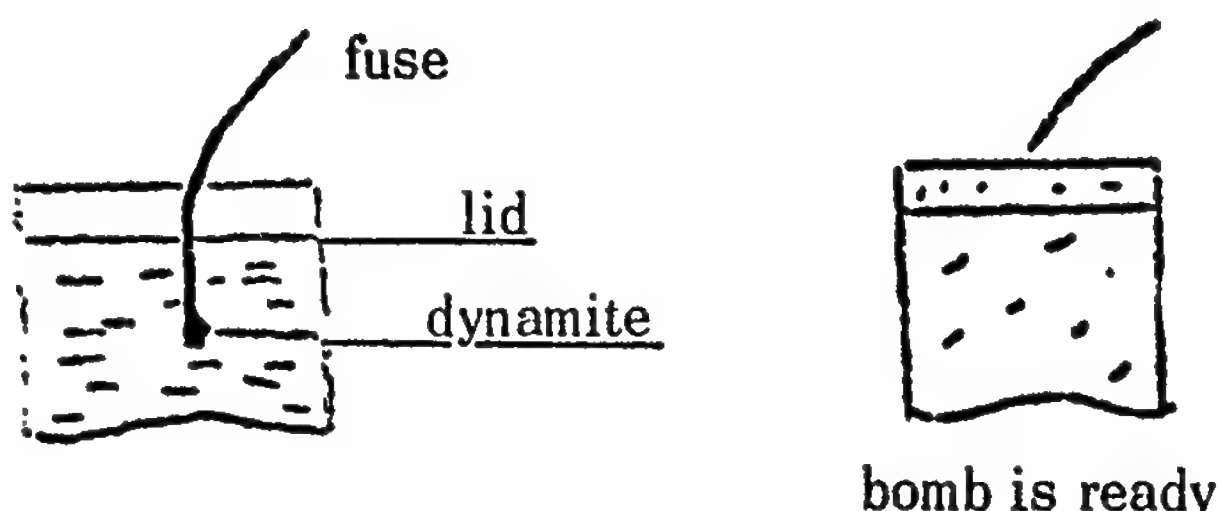 fuse
lid
dynamite
bomb is ready